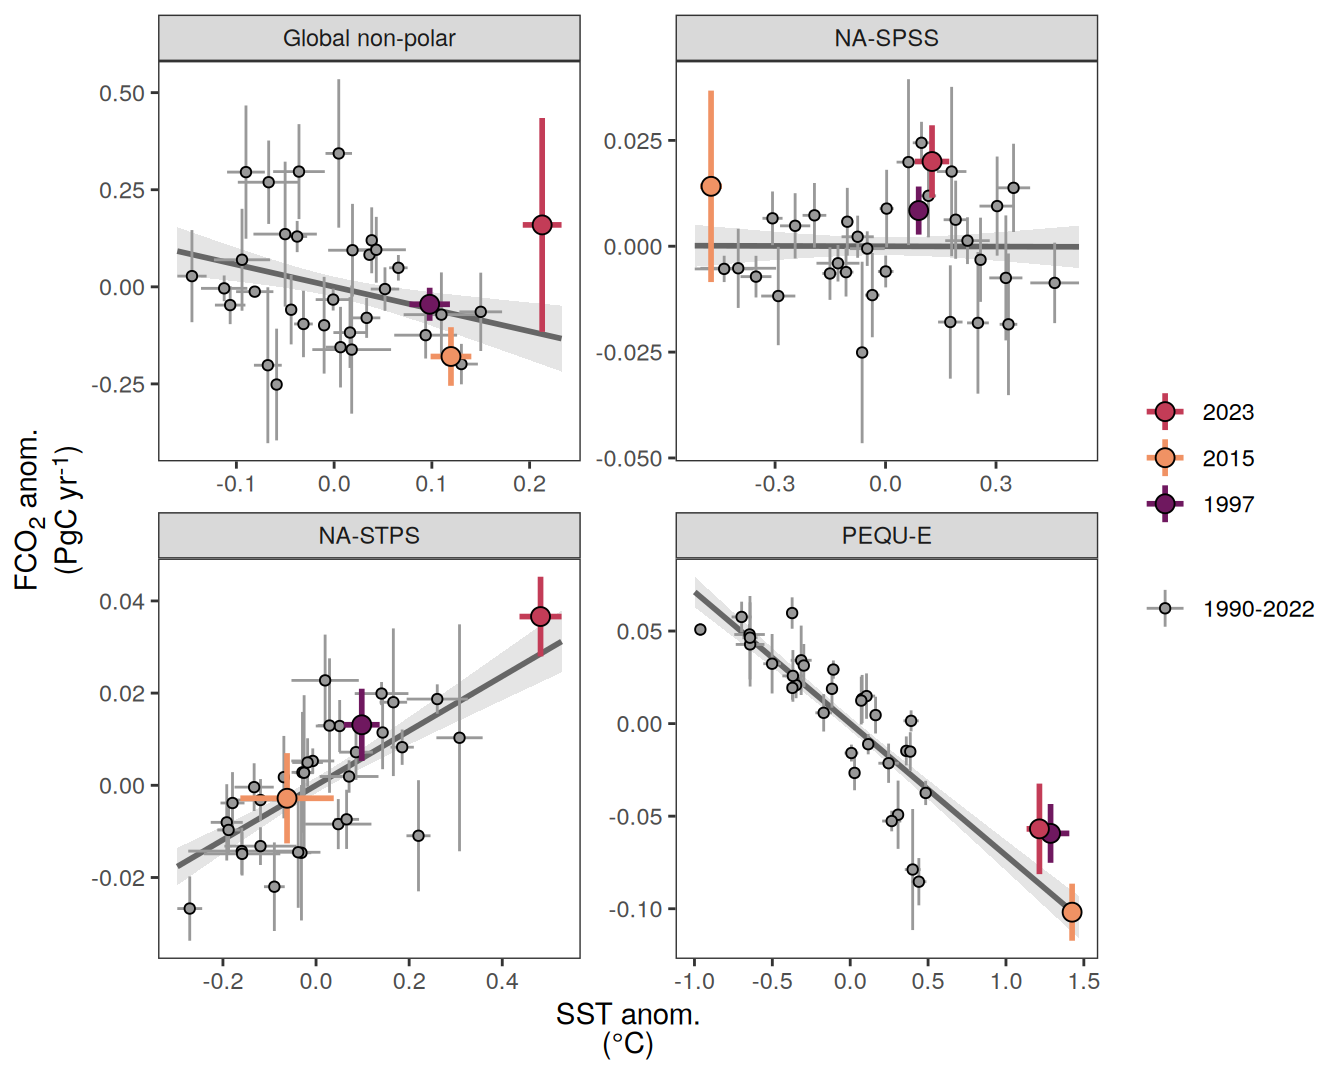 Global non-polar
NA-SPSS
0.50
0.25
0.00
-0.25
-0.1 0.0 0.1 0.2
0.025
0.000
-0.025
-0.050
-0.3 0.0 0.3
NA-STPS
PEQU-E
0.04
0.02
0.00
-0.02
-0.2 0.0 0.2 0.4
0.05
0.00
-0.05
-0.10
-1.0 -0.5 0.0 0.5 1.0 1.5
FCO₂ anom.
(PgC yr⁻¹)
SST anom.
(°C)
2023
2015
1997
1990-2022